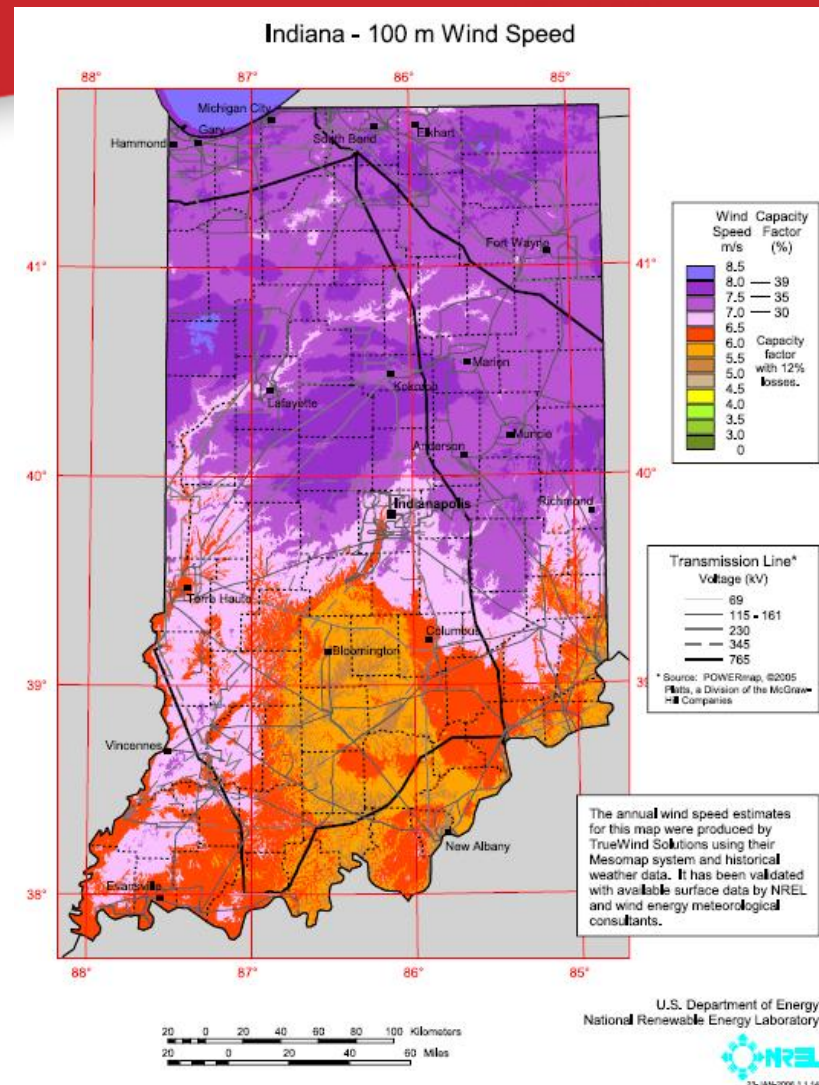 Indiana - 100 m Wind Speed
88° 87° 86° 85°
Michigan City
Gary
Hammond
South Bend
Elkhart
Fort Wayne
41° 41°
Marion
Kokomo
Lafayette
Muncie
Anderson
40° 40°
Richmond
Indianapolis
Terre Haute
Columbus
Bloomington
39° 39
Vincennes
New Albany
Evansville
38° 38°
88° 87° 86° 85°
Wind Capacity
Speed Factor
m/s (%)
8.5
8.0 39
7.5 35
7.0 30
6.5
6.0
5.5
5.0
4.5
4.0
3.5
3.0
0
Capacity
factor
with 12%
losses.
Transmission Line*
Voltage (kV)
69
115 - 161
230
345
765
* Source: POWERmap, ©2005
Platts, a Division of the McGraw-
Hill Companies
The annual wind speed estimates
for this map were produced by
TrueWind Solutions using their
Mesomap system and historical
weather data. It has been validated
with available surface data by NREL
and wind energy meteorological
consultants.
20 0 20 40 60 80 100 Kilometers
20 0 20 40 60 Miles
U.S. Department of Energy
National Renewable Energy Laboratory
NREL